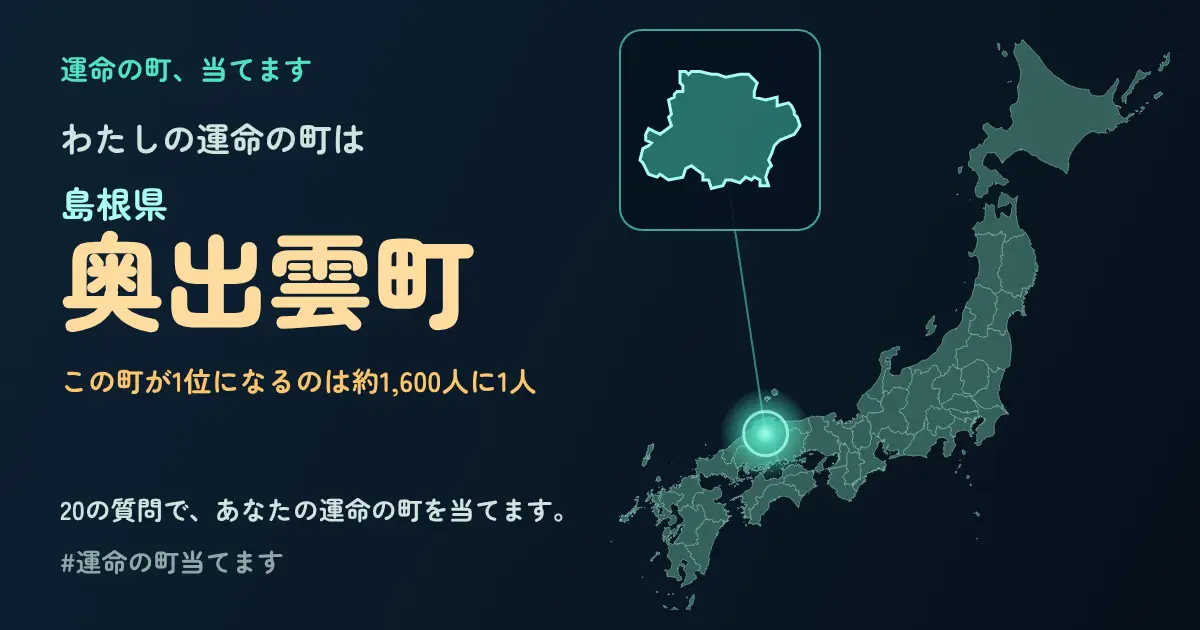 運命の町、当てます
わたしの運命の町は
島根県
奥出雲町
この町が1位になるのは約1,600人に1人
20の質問で、あなたの運命の町を当てます。
#運命の町当てます